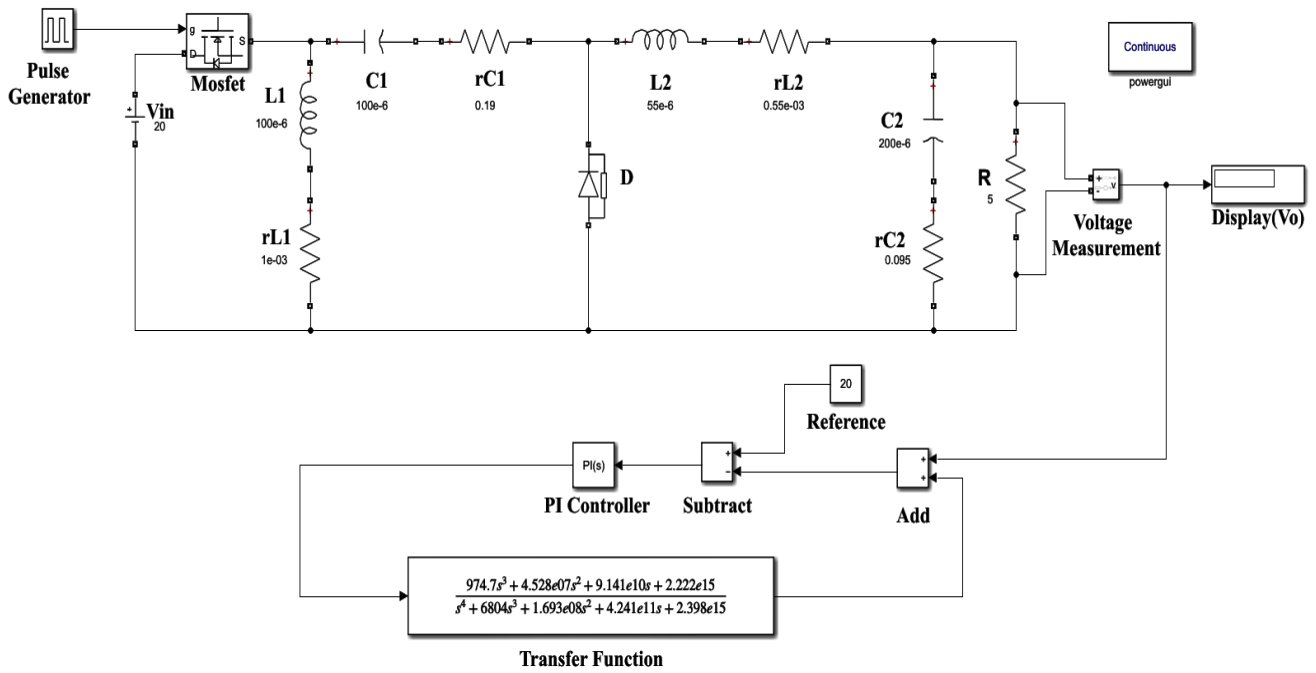 Pulse
Generator
g
D
S
Mosfet
Vin
20
L1
100e-6
rL1
1e-03
C1
100e-6
rC1
0.19
D
L2
55e-6
rL2
0.55e-03
C2
200e-6
rC2
0.095
R
5
Continuous
powergui
+
-
v
Voltage
Measurement
Display(Vo)
20
Reference
PI(s)
PI Controller
+
−
Subtract
+
+
Add
974.7s³ + 4.528e07s² + 9.141e10s + 2.222e15
s⁴ + 6804s³ + 1.693e08s² + 4.241e11s + 2.398e15
Transfer Function